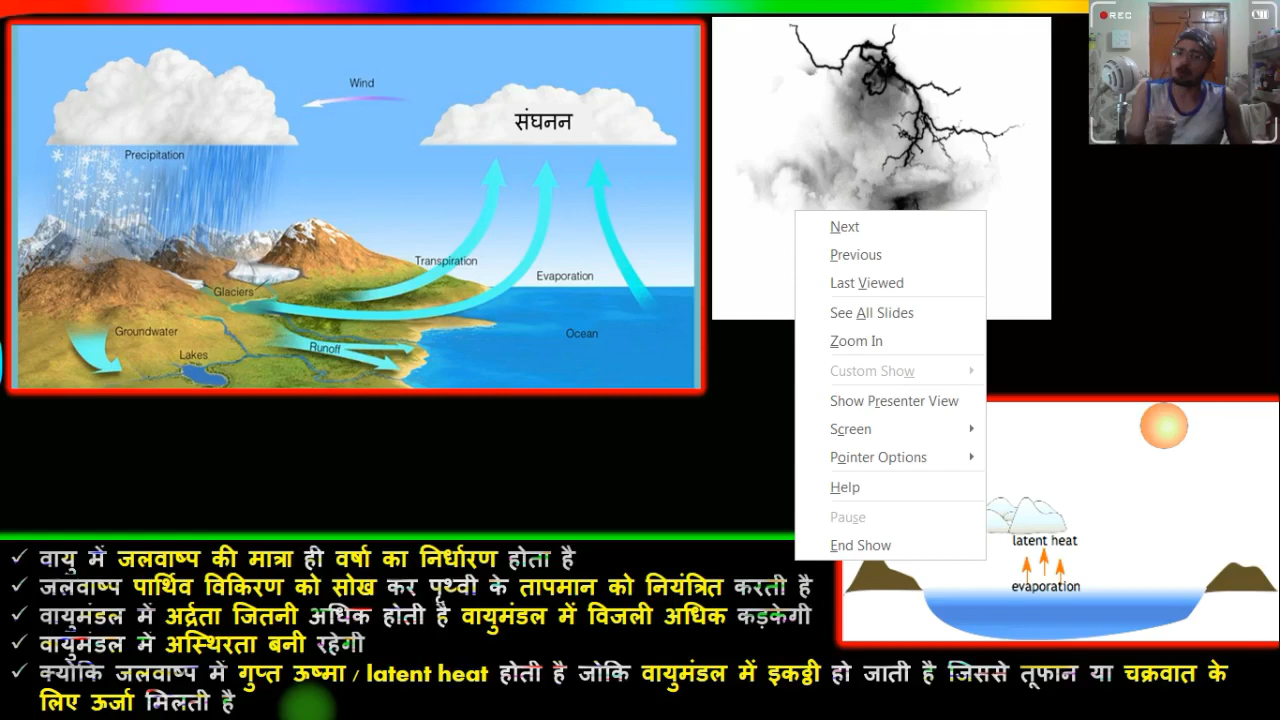 REC
Wind
संघनन
Precipitation
Transpiration
Evaporation
Glaciers
Groundwater
Ocean
Runoff
Lakes
Next
Previous
Last Viewed
See All Slides
Zoom In
Custom Show
Show Presenter View
Screen
Pointer Options
Help
Pause
End Show
latent heat
evaporation
✓ वायु में जलवाष्प की मात्रा ही वर्षा का निर्धारण होता है
✓ जलवाष्प पार्थिव विकिरण को सोख कर पृथ्वी के तापमान को नियंत्रित करती है
✓ वायुमंडल में अर्द्रता जितनी अधिक होती है वायुमंडल में विजली अधिक कड़केगी
✓ वायुमंडल में अस्थिरता बनी रहेगी
✓ क्योंकि जलवाष्प में गुप्त ऊष्मा / latent heat होती है जोकि वायुमंडल में इकठ्ठी हो जाती है जिससे तूफान या चक्रवात के
लिए ऊर्जा मिलती है